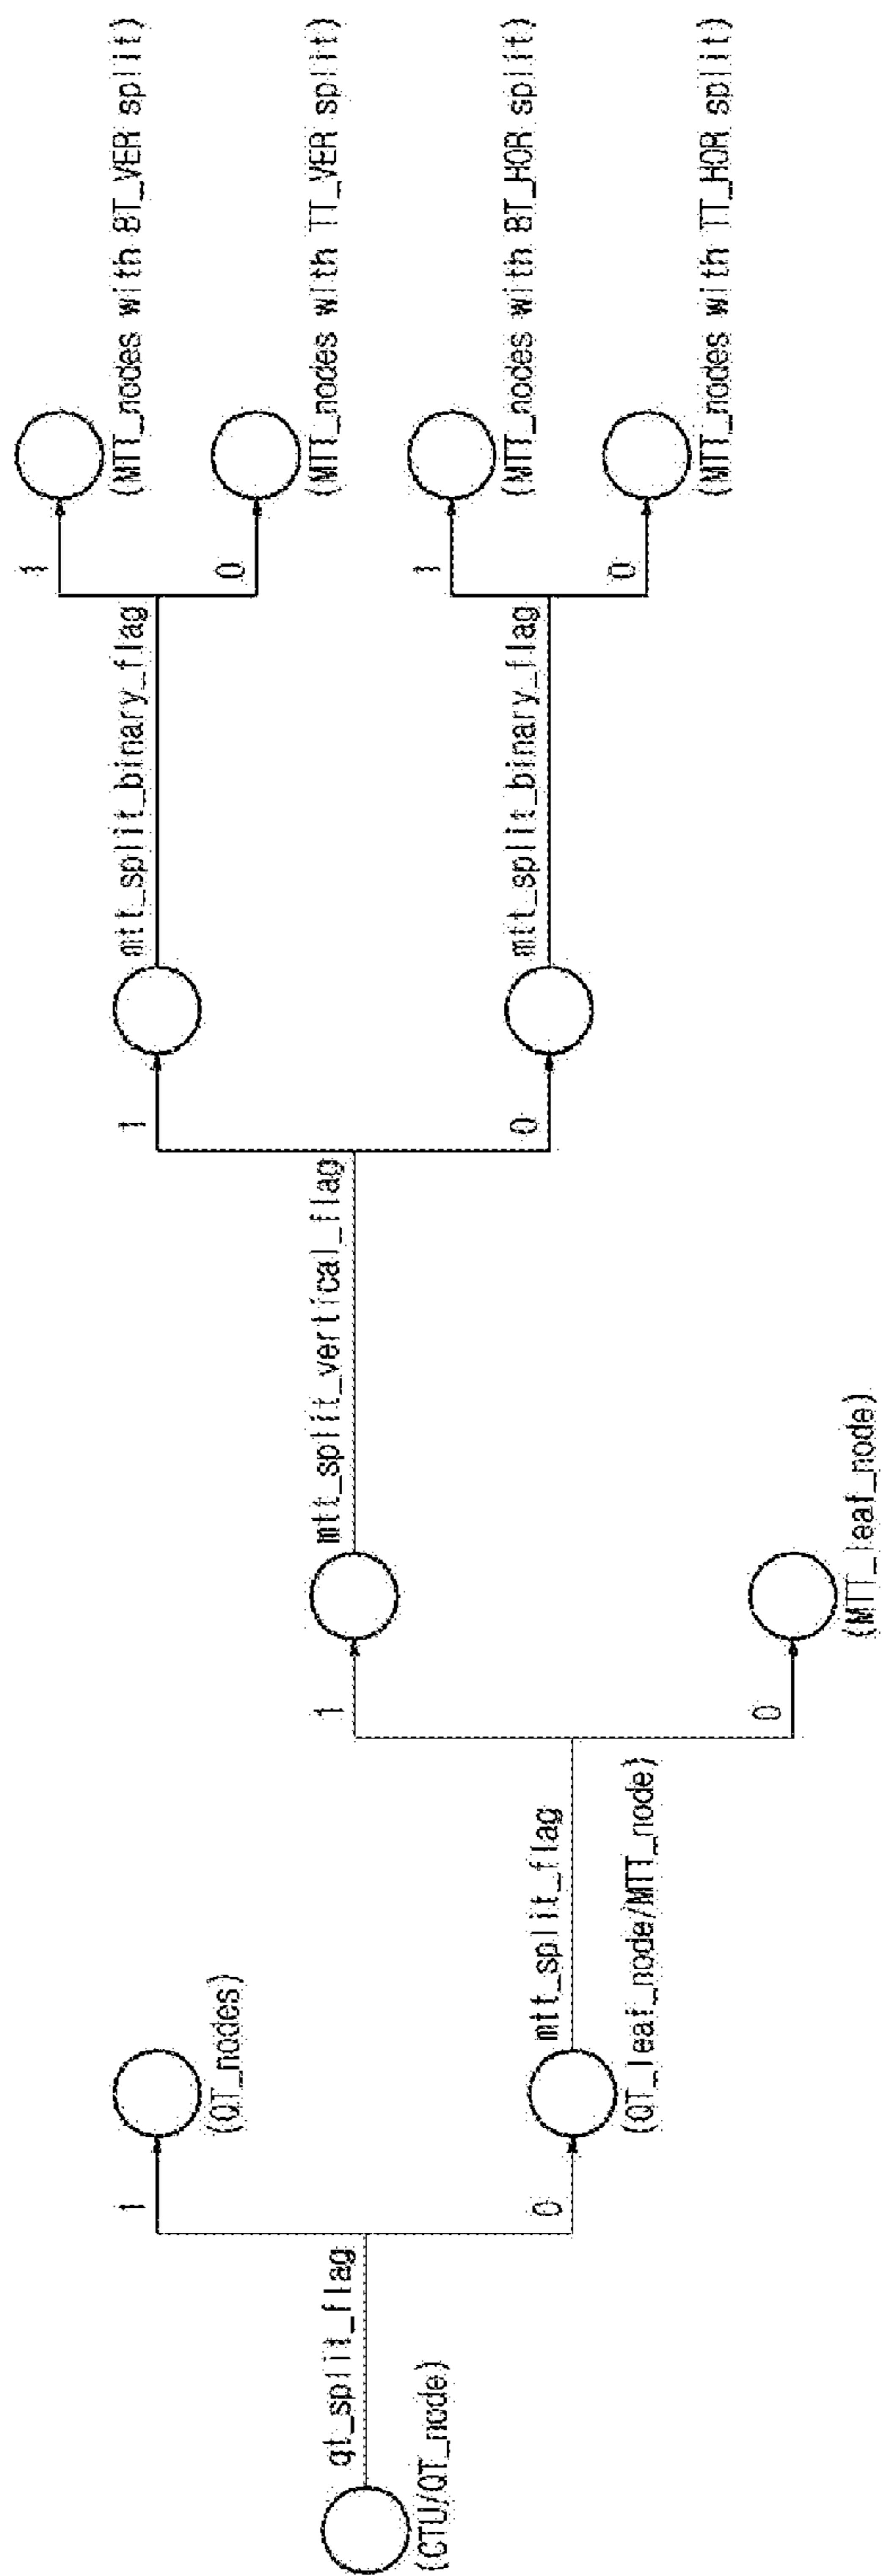 (CTU/QT_node)
qt_split_flag
1
(QT_nodes)
0
(QT_leaf_node/MTT_node)
mtt_split_flag
1
0
(MTT_leaf_node)
mtt_split_vertical_flag
1
mtt_split_binary_flag
0
mtt_split_binary_flag
1
(MTT_nodes with BT_VER split)
0
(MTT_nodes with TT_VER split)
1
(MTT_nodes with BT_HOR split)
0
(MTT_nodes with TT_HOR split)